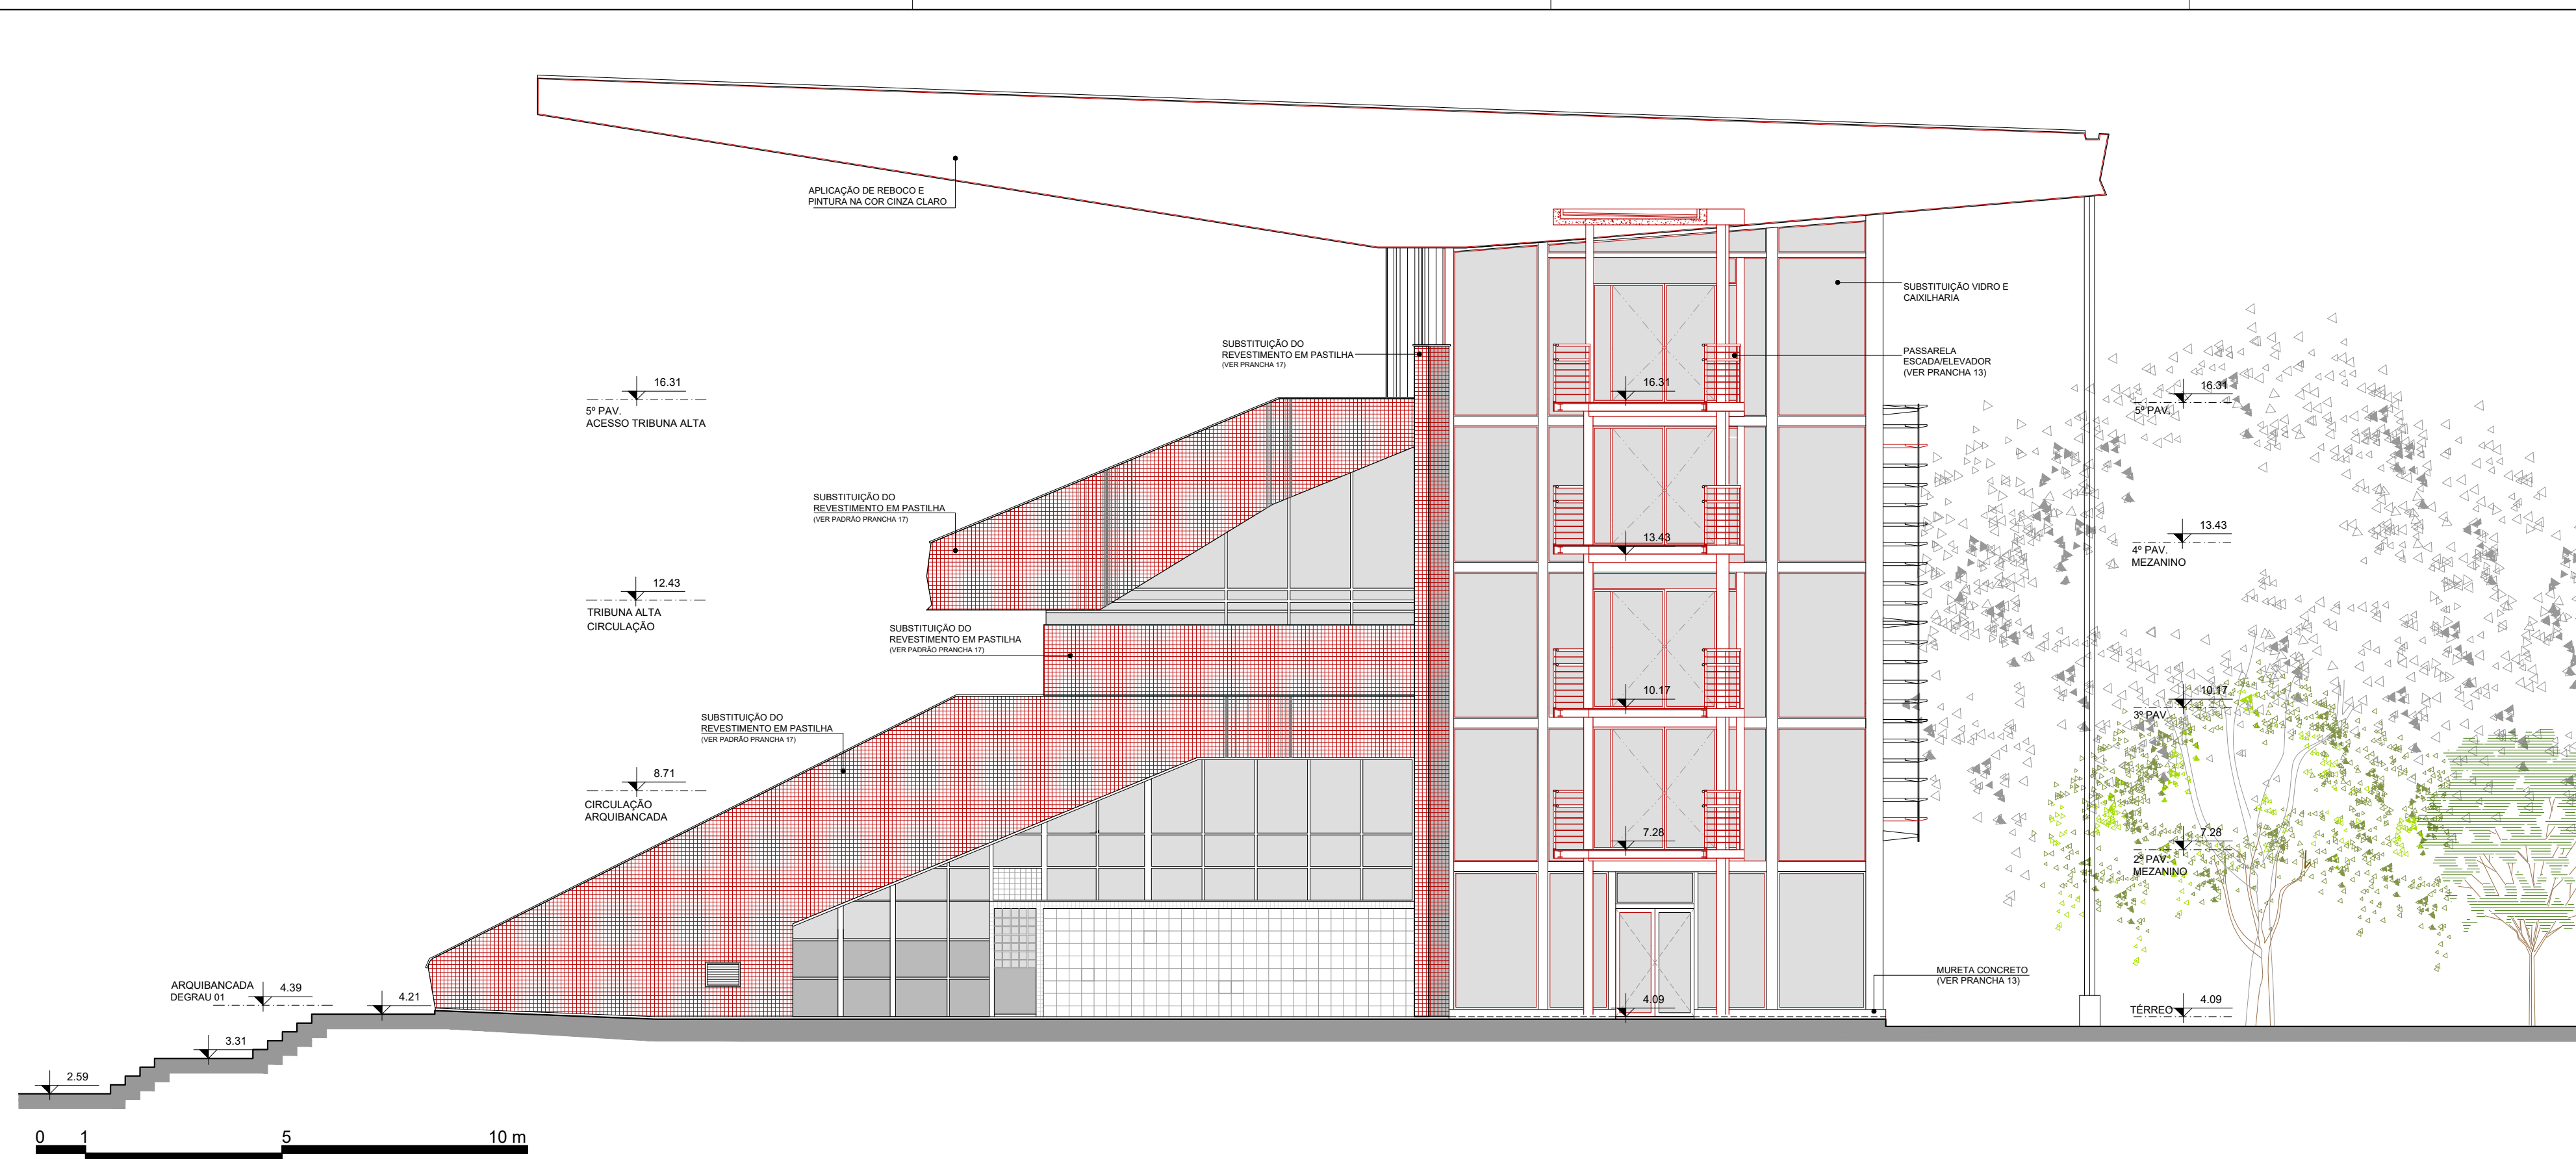 APLICAÇÃO DE REBOCO E
PINTURA NA COR CINZA CLARO
SUBSTITUIÇÃO VIDRO E
CAIXILHARIA
SUBSTITUIÇÃO DO
REVESTIMENTO EM PASTILHA
(VER PRANCHA 17)
PASSARELA
ESCADA/ELEVADOR
(VER PRANCHA 13)
16.31
5º PAV.
ACESSO TRIBUNA ALTA
16.31
16.31
5º PAV.
SUBSTITUIÇÃO DO
REVESTIMENTO EM PASTILHA
(VER PADRÃO PRANCHA 17)
13.43
13.43
4º PAV.
MEZANINO
12.43
TRIBUNA ALTA
CIRCULAÇÃO
SUBSTITUIÇÃO DO
REVESTIMENTO EM PASTILHA
(VER PADRÃO PRANCHA 17)
10.17
10.17
3º PAV.
SUBSTITUIÇÃO DO
REVESTIMENTO EM PASTILHA
(VER PADRÃO PRANCHA 17)
8.71
CIRCULAÇÃO
ARQUIBANCADA
7.28
7.28
2º PAV.
MEZANINO
MURETA CONCRETO
(VER PRANCHA 13)
ARQUIBANCADA
DEGRAU 01
4.39
4.21
4.09
TÉRREO
4.09
3.31
2.59
0 1 5 10 m